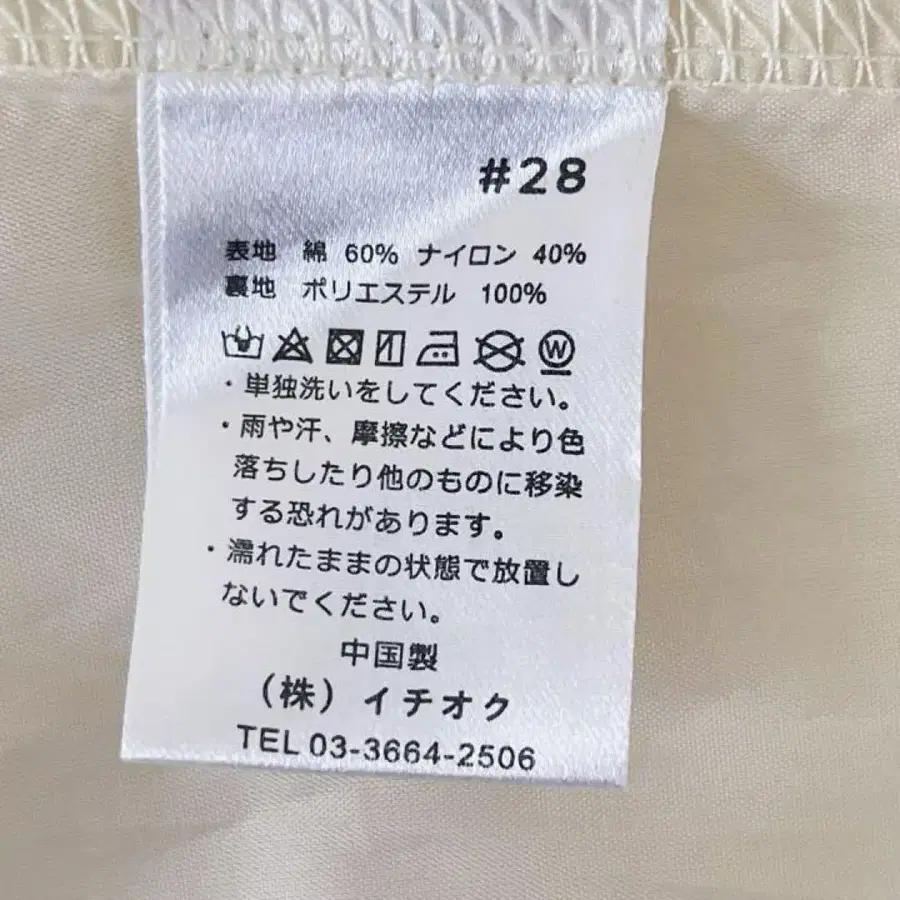 #28
表地 綿 60% ナイロン 40%
裏地 ポリエステル 100%
W
・単独洗いをしてください。
・雨や汗、摩擦などにより色
落ちしたり他のものに移染
する恐れがあります。
・濡れたままの状態で放置し
ないでください。
中国製
(株)イチオク
TEL 03-3664-2506